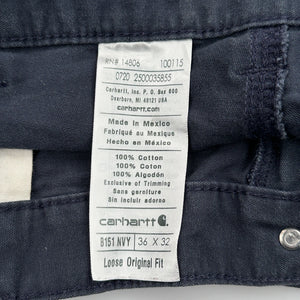 RN# 14806 100115
0720 2500035855
Carhartt, Inc. P.O. Box 600
Dearborn, MI 48121 USA
carhartt.com
Made in Mexico
Fabriqué au Mexique
Hecho en México
100% Cotton
100% Coton
100% Algodón
Exclusive of Trimming
Sans garniture
Sin incluir adornos
carhartt
B151 NVY 36 X 32
Loose Original Fit